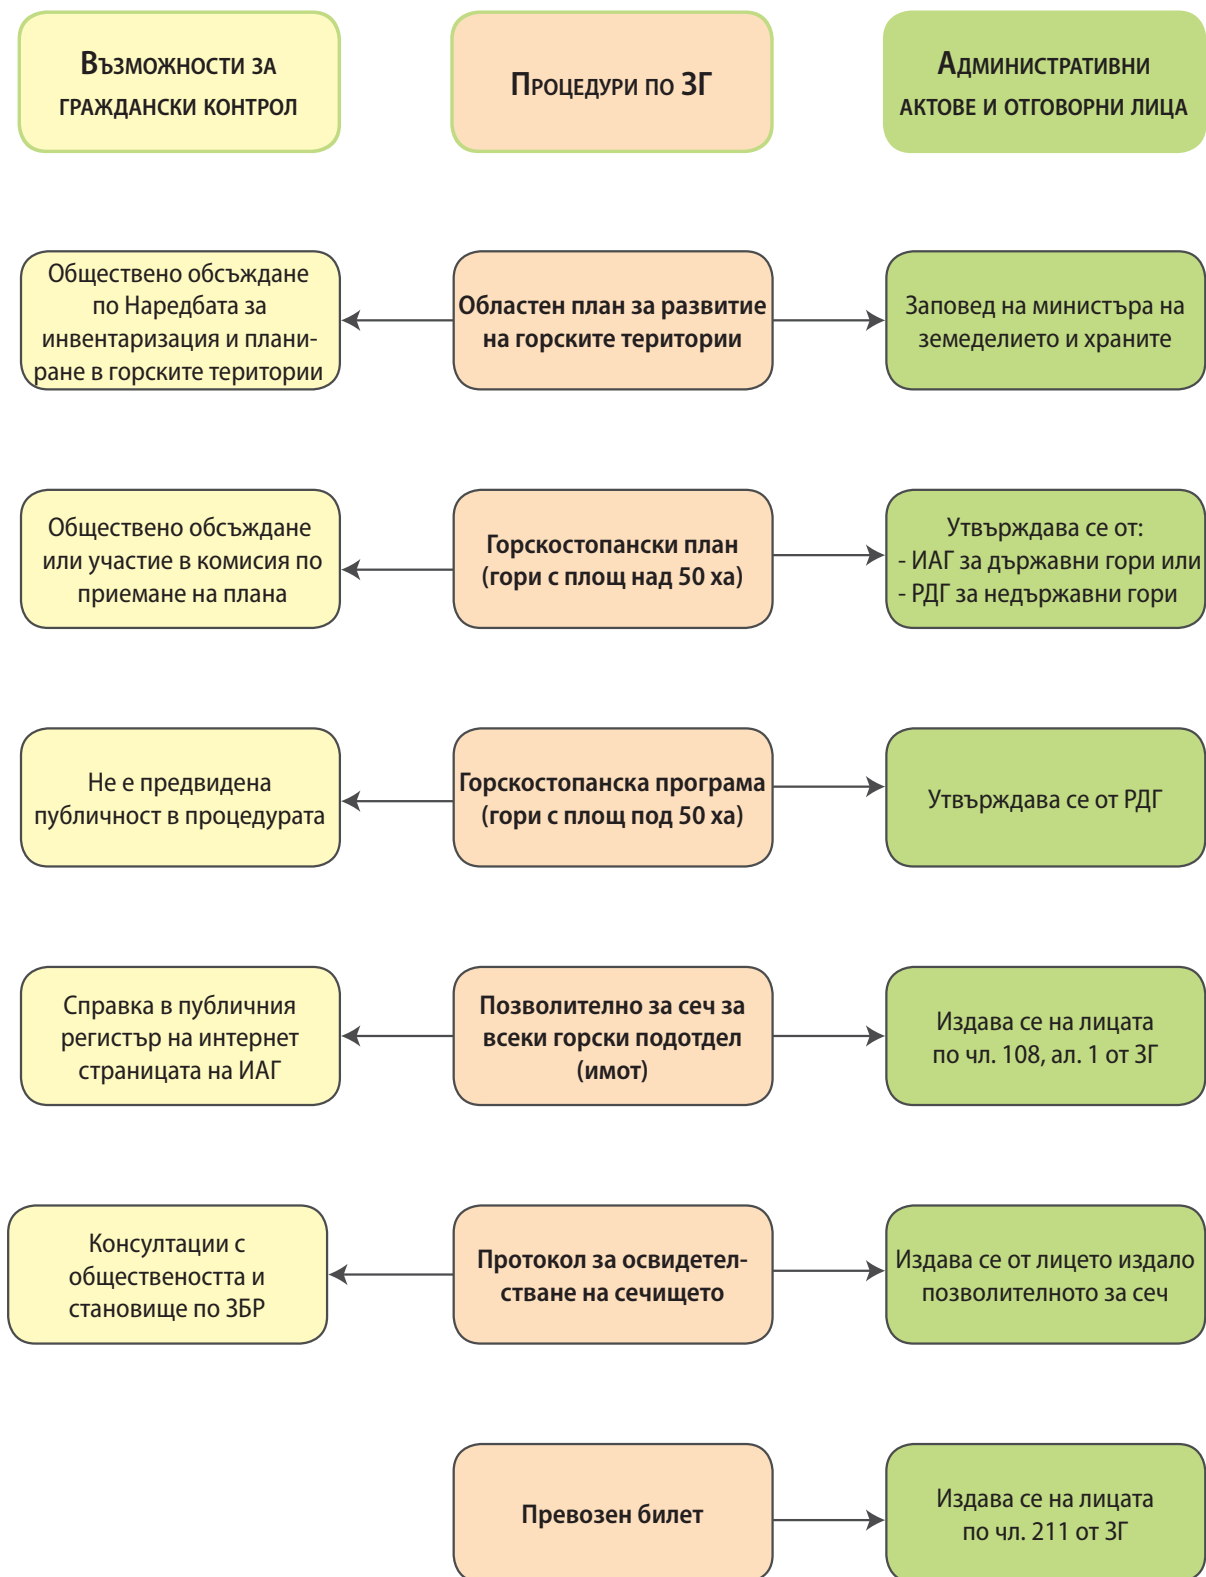 Възможности за
граждански контрол
Процедури по ЗГ
Административни
актове и отговорни лица
Обществено обсъждане
по Наредбата за
инвентаризация и плани-
ране в горските територии
Областен план за развитие
на горските територии
Заповед на министъра на
земеделието и храните
Обществено обсъждане
или участие в комисия по
приемане на плана
Горскостопански план
(гори с площ над 50 ха)
Утвърждава се от:
- ИАГ за държавни гори или
- РДГ за недържавни гори
Не е предвидена
публичност в процедурата
Горскостопанска програма
(гори с площ под 50 ха)
Утвърждава се от РДГ
Справка в публичния
регистър на интернет
страницата на ИАГ
Позволително за сеч за
всеки горски подотдел
(имот)
Издава се на лицата
по чл. 108, ал. 1 от ЗГ
Консултации с
обществеността и
становище по ЗБР
Протокол за освидетел-
стване на сечището
Издава се от лицето издало
позволителното за сеч
Превозен билет
Издава се на лицата
по чл. 211 от ЗГ